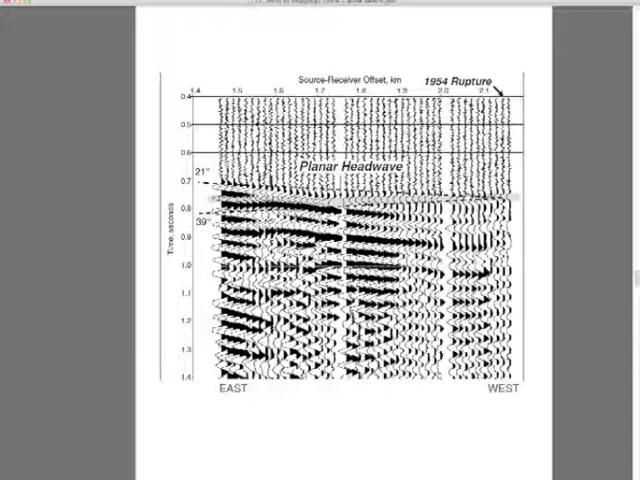 Source-Receiver Offset, km
1954 Rupture
1.4 1.5 1.6 1.7 1.8 1.9 2.0 2.1
0.4
0.5
0.6
Planar Headwave
21°
0.7
0.8
39°
Time, seconds
0.9
1.0
1.1
1.2
1.3
1.4
EAST WEST